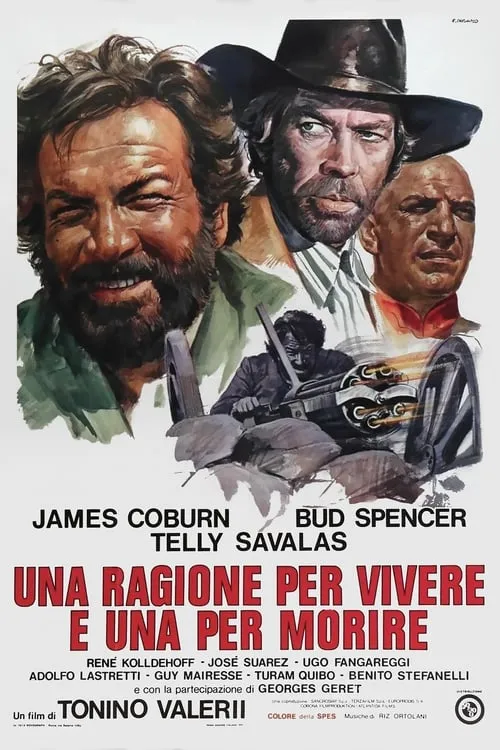 JAMES COBURN BUD SPENCER
TELLY SAVALAS
UNA RAGIONE PER VIVERE
E UNA PER MORIRE
RENÉ KOLLDEHOFF - JOSÉ SUAREZ - UGO FANGAREGGI
ADOLFO LASTRETTI - GUY MAIRESSE - TURAM QUIBO - BENITO STEFANELLI
e con la partecipazione di GEORGES GERET
Un film di TONINO VALERII
COLORE della SPES Musiche di RIZ ORTOLANI